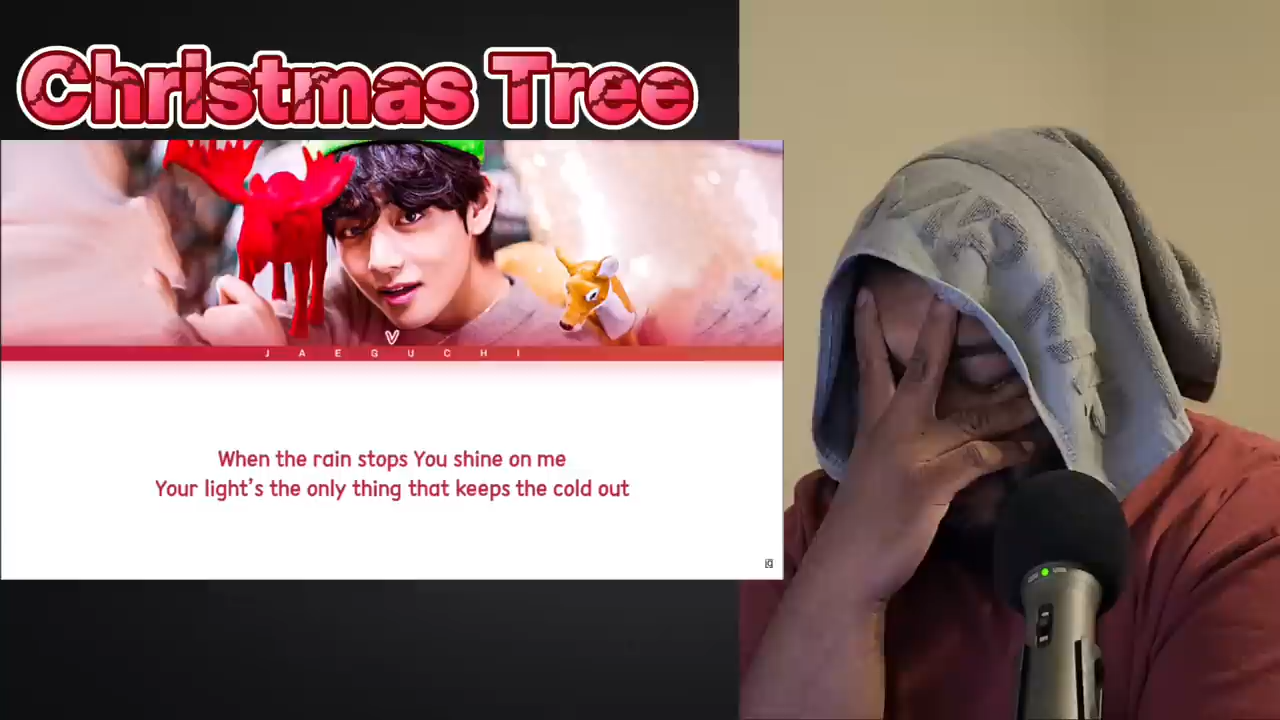 Christmas Tree
V
JAEGUCHI
When the rain stops You shine on me
Your light's the only thing that keeps the cold out